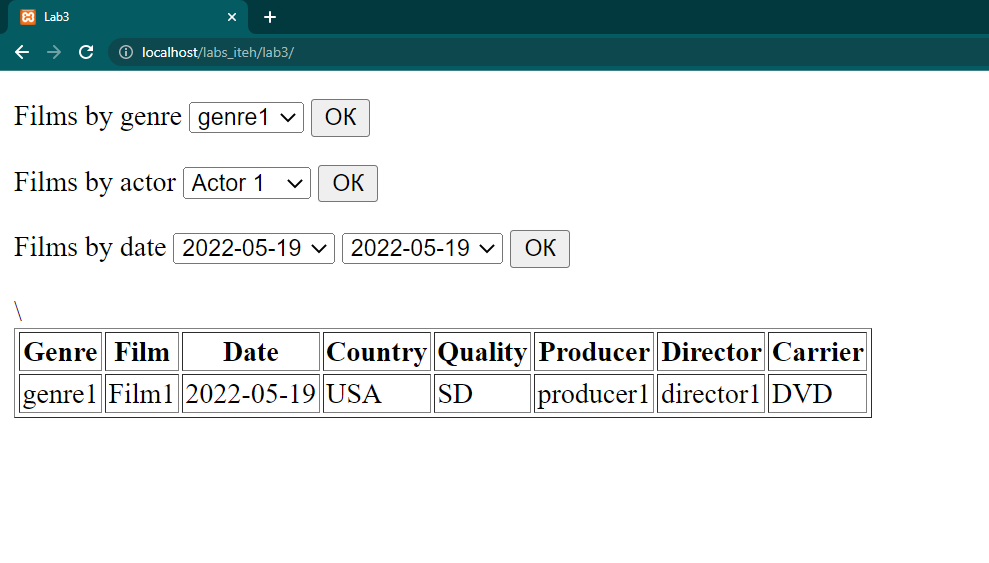 Lab3
localhost/labs_iteh/lab3/
Films by genre genre1 OK
Films by actor Actor 1 OK
Films by date 2022-05-19 2022-05-19 OK
\
Genre Film Date Country Quality Producer Director Carrier
genre1 Film1 2022-05-19 USA SD producer1 director1 DVD